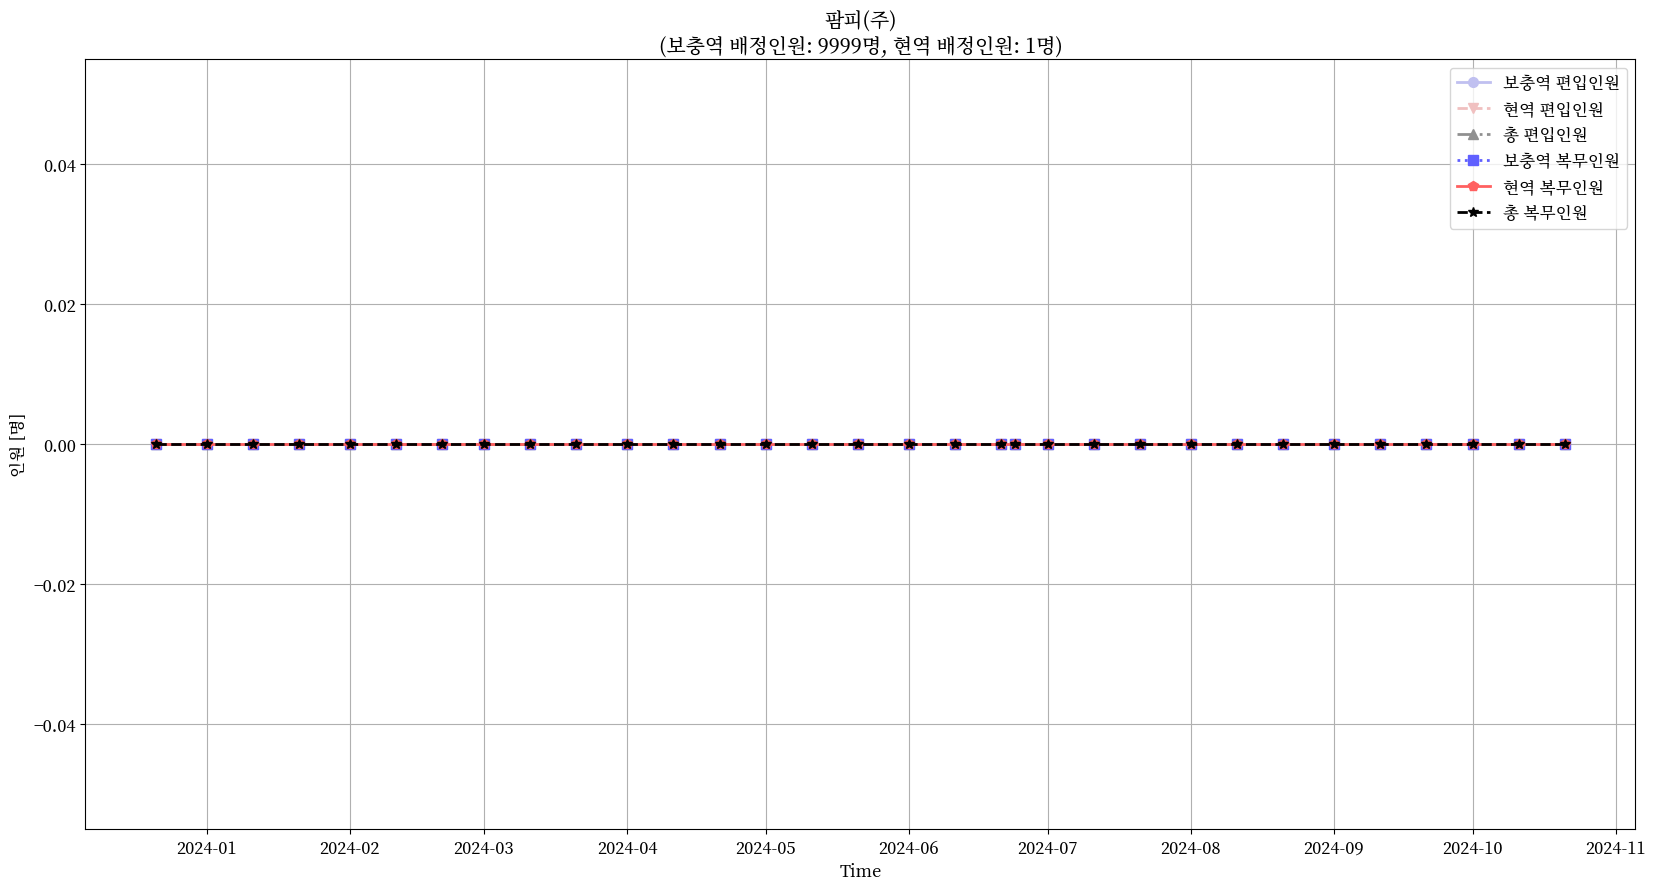 팜피(주)
(보충역 배정인원: 9999명, 현역 배정인원: 1명)
보충역 편입인원
현역 편입인원
총 편입인원
보충역 복무인원
현역 복무인원
총 복무인원
인원 [명]
0.04
0.02
0.00
−0.02
−0.04
2024-01
2024-02
2024-03
2024-04
2024-05
2024-06
2024-07
2024-08
2024-09
2024-10
2024-11
Time